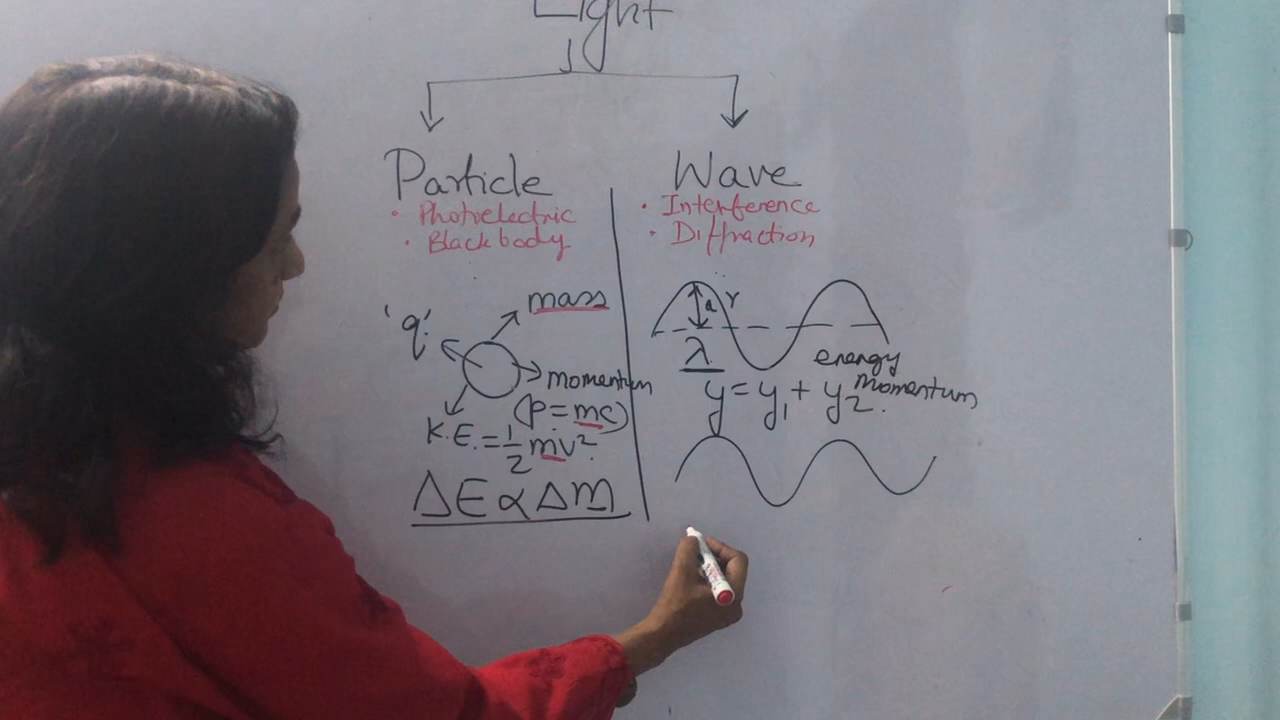 Light
Particle
• Photoelectric
• Blackbody
'q'
mass
momentum
(p=mc)
K.E. = 1/2 mv²
ΔE ∝ Δm
Wave
• Interference
• Diffraction
a
λ
energy
momentum
y = y₁ + y₂.